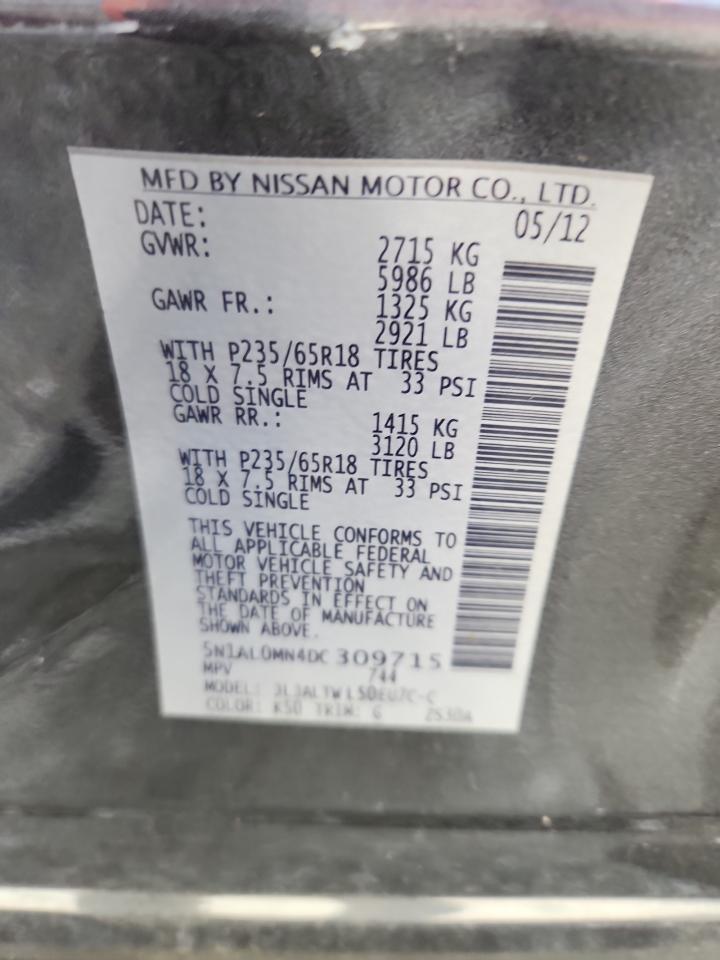 MFD BY NISSAN MOTOR CO., LTD.
DATE: 05/12
GVWR: 2715 KG
5986 LB
GAWR FR.: 1325 KG
2921 LB
WITH P235/65R18 TIRES
18 X 7.5 RIMS AT 33 PSI
COLD SINGLE
GAWR RR.: 1415 KG
3120 LB
WITH P235/65R18 TIRES
18 X 7.5 RIMS AT 33 PSI
COLD SINGLE
THIS VEHICLE CONFORMS TO
ALL APPLICABLE FEDERAL
MOTOR VEHICLE SAFETY AND
THEFT PREVENTION
STANDARDS IN EFFECT ON
THE DATE OF MANUFACTURE
SHOWN ABOVE.
5N1AL0MN4DC 309715
MPV 744
MODEL:
COLOR: K50 TRIM: G